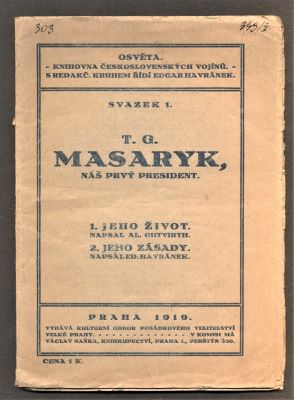 303
343/2
OSVĚTA.
- KNIHOVNA ČESKOSLOVENSKÝCH VOJÍNŮ. -
S REDAKČ. KRUHEM ŘÍDÍ EDGAR HAVRÁNEK.
SVAZEK 1.
T. G.
MASARYK,
NÁŠ PRVÝ PRESIDENT.
1. JEHO ŽIVOT.
NAPSAL AL. GUTVIRTH.
2. JEHO ZÁSADY.
NAPSAL ED. HAVRÁNEK.
PRAHA 1919.
VYDÁVÁ KULTURNÍ ODBOR POSÁDKOVÉHO VELITELSTVÍ
VELKÉ PRAHY. - - - - - - - - - V KOMISI MÁ
VÁCLAV NAŇKA, KNIHKUPECTVÍ, PRAHA I., PERŠTÝN 350.
CENA 1 K.